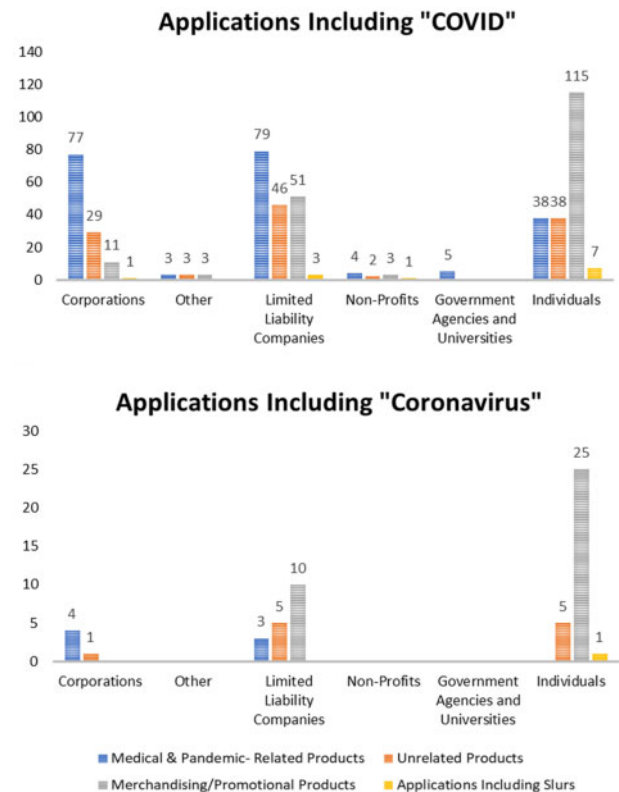 Applications Including "COVID"
140
120
100
80
60
40
20
0
77
29
11
1
3
3
3
79
46
51
3
4
2
3
1
5
38
38
115
7
Corporations
Other
Limited
Liability
Companies
Non-Profits
Government
Agencies and
Universities
Individuals
Applications Including "Coronavirus"
30
25
20
15
10
5
0
4
1
3
5
10
5
25
1
Corporations
Other
Limited
Liability
Companies
Non-Profits
Government
Agencies and
Universities
Individuals
Medical & Pandemic- Related Products
Unrelated Products
Merchandising/Promotional Products
Applications Including Slurs